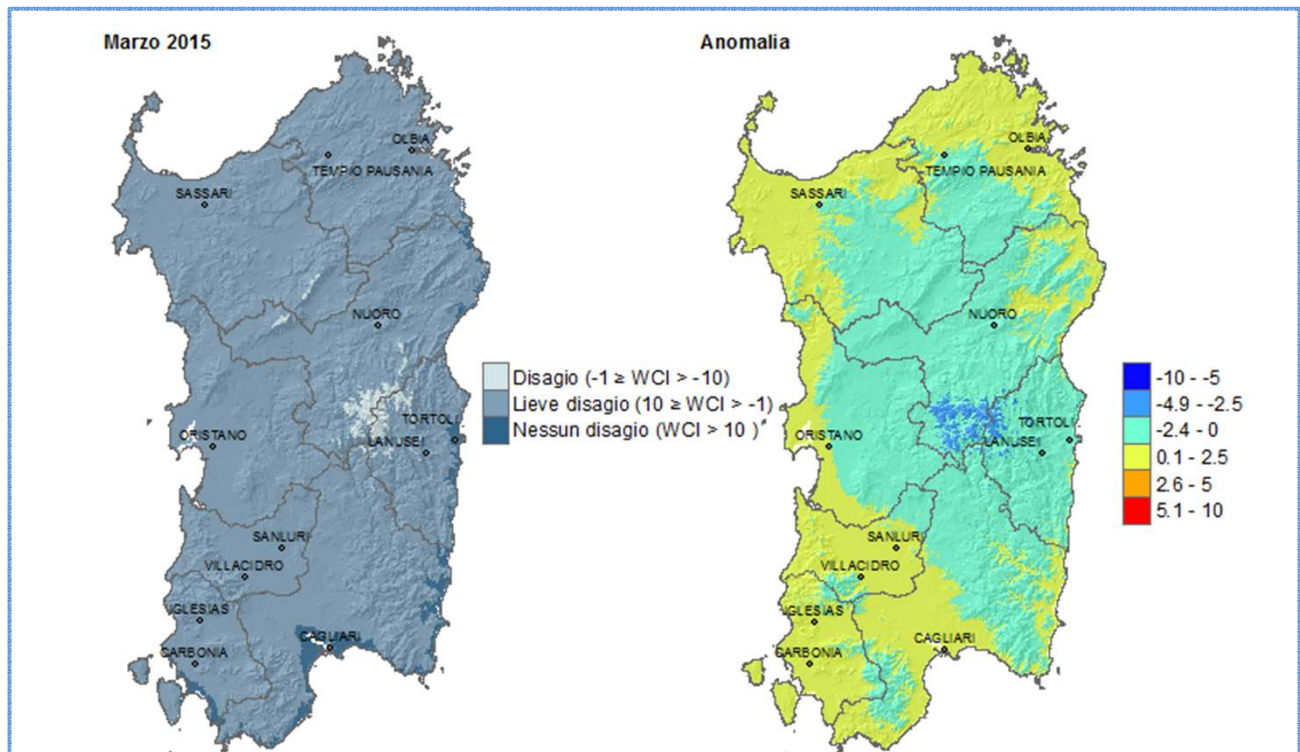 Marzo 2015
OLBIA
TEMPIO PAUSANIA
SASSARI
NUORO
TORTOLI
ORISTANO
LANUSEI
SANLURI
VILLACIDRO
IGLESIAS
CAGLIARI
CARBONIA
Disagio (-1 ≥ WCI > -10)
Lieve disagio (10 ≥ WCI > -1)
Nessun disagio (WCI > 10)
Anomalia
OLBIA
TEMPIO PAUSANIA
SASSARI
NUORO
TORTOLI
ORISTANO
LANUSEI
SANLURI
VILLACIDRO
IGLESIAS
CAGLIARI
CARBONIA
-10 - -5
-4.9 - -2.5
-2.4 - 0
0.1 - 2.5
2.6 - 5
5.1 - 10